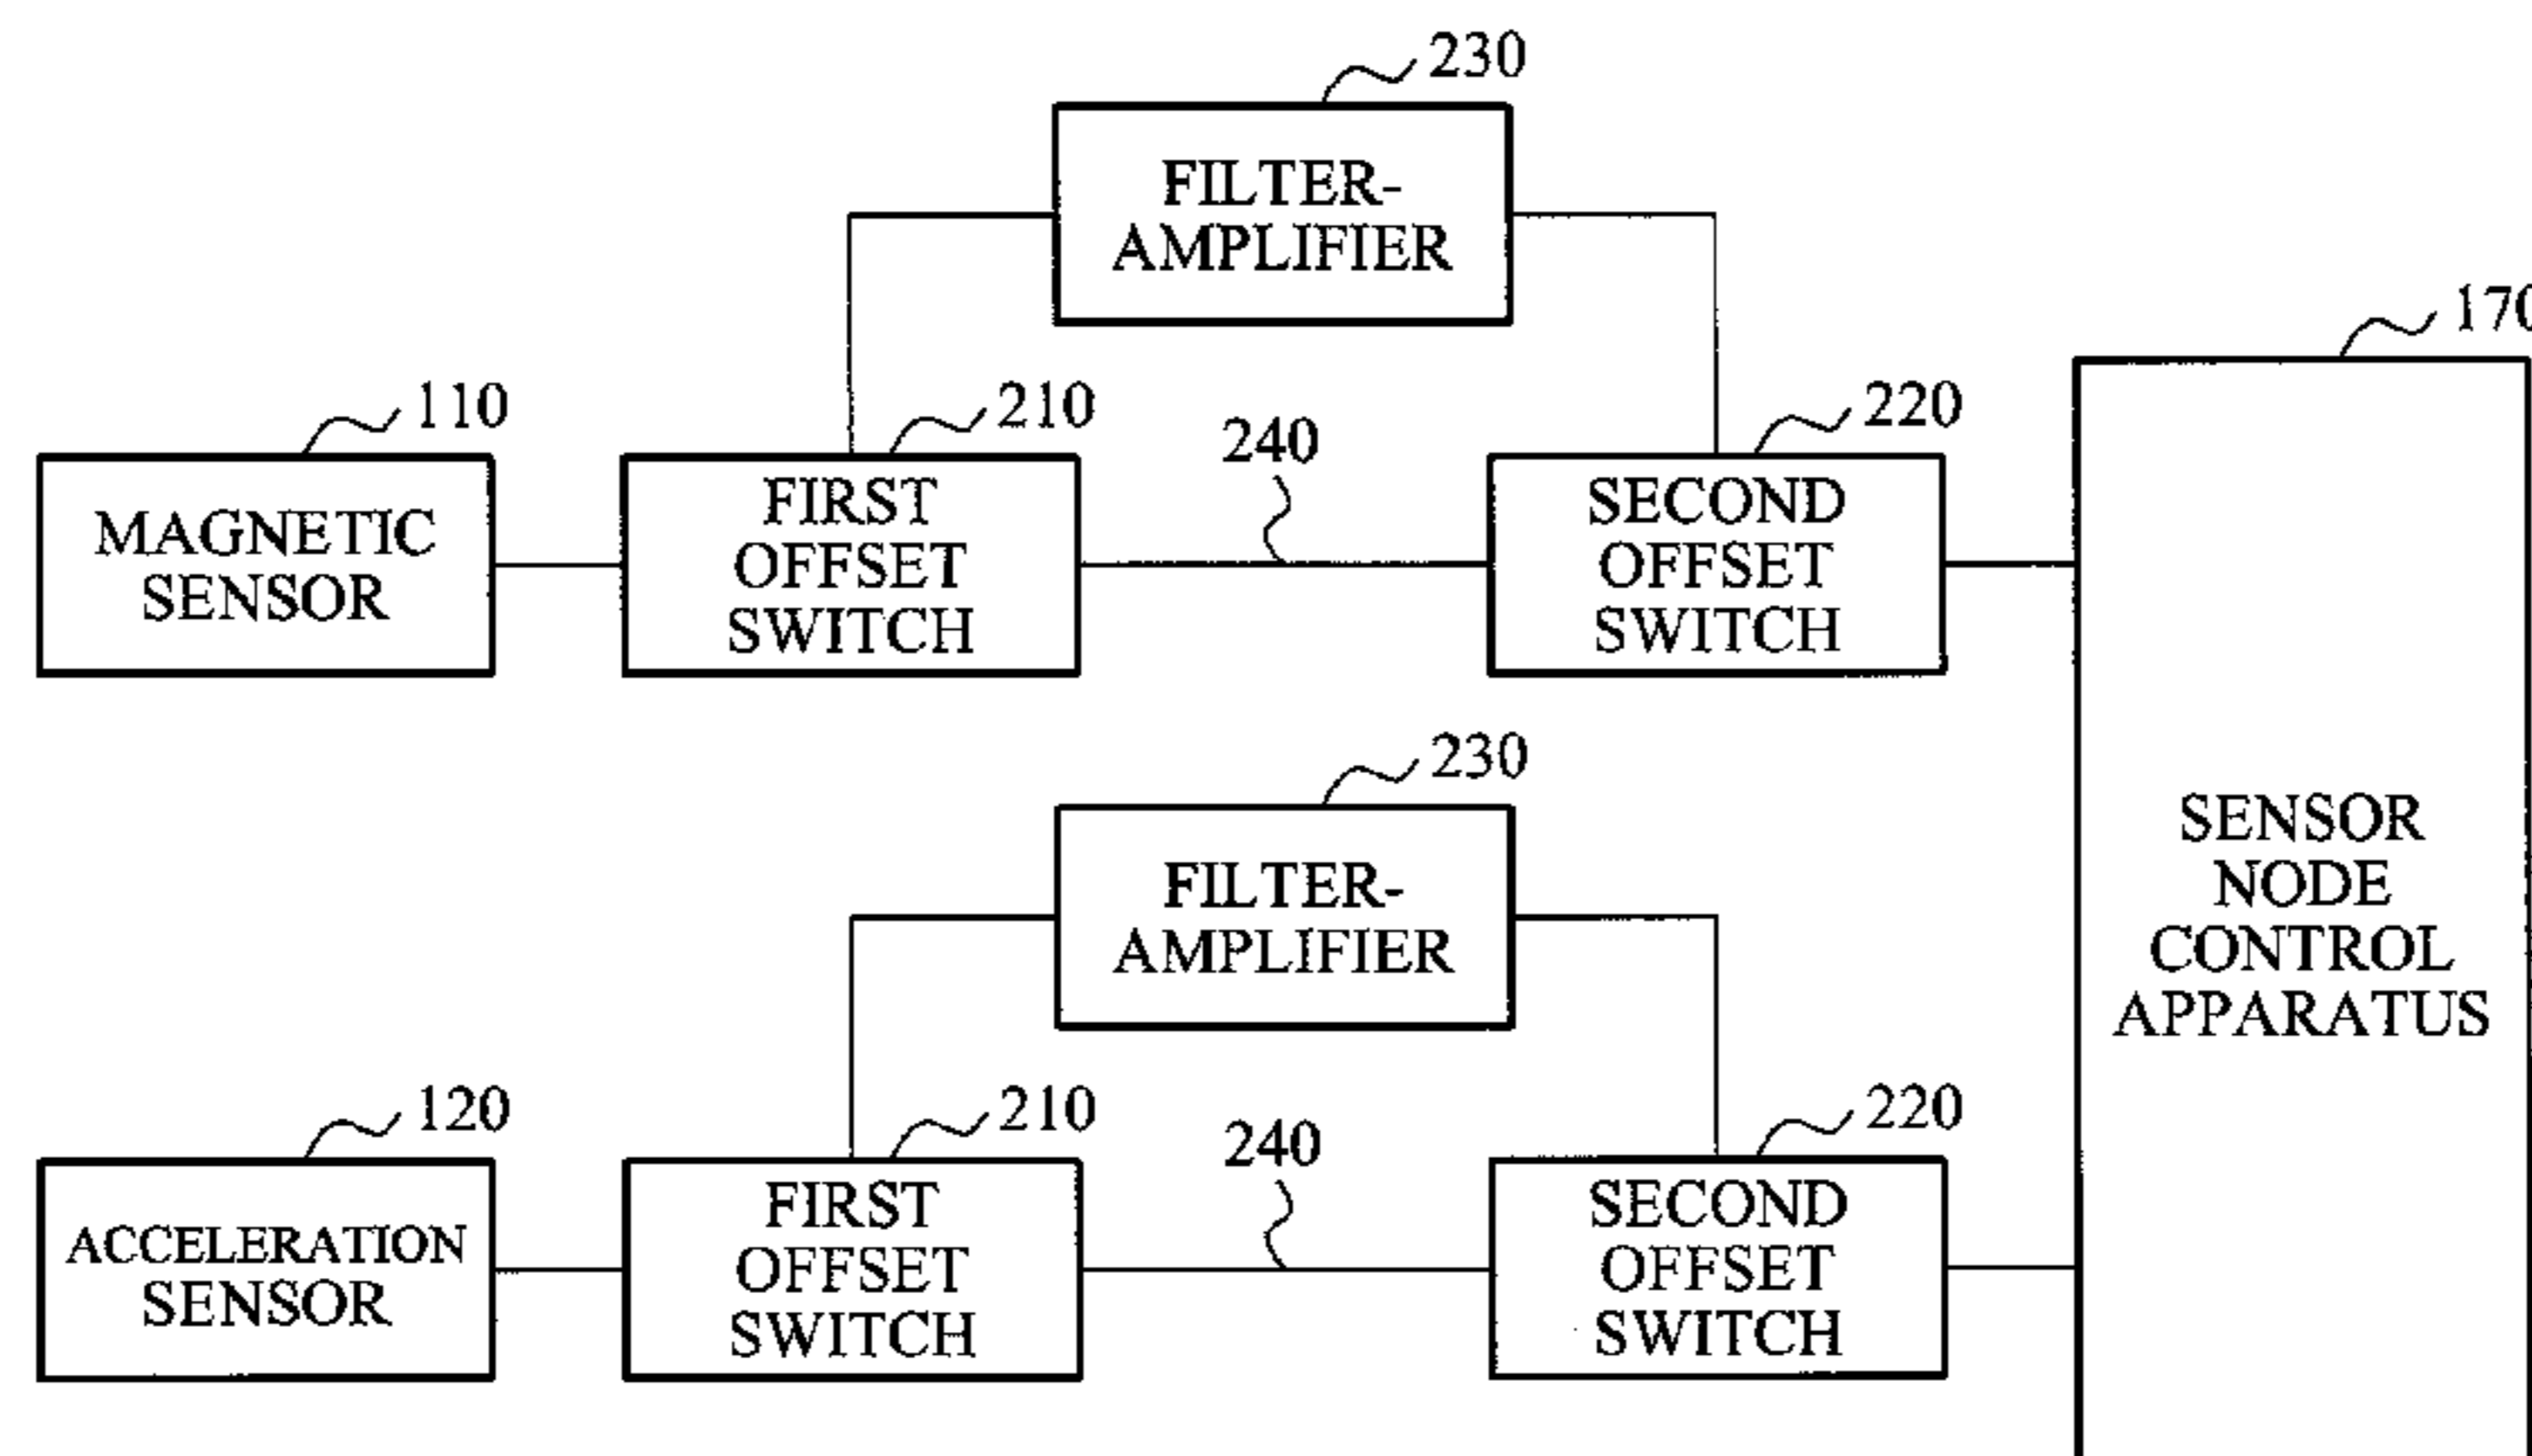 230
FILTER-
AMPLIFIER
170
110
210
240
220
MAGNETIC
SENSOR
FIRST
OFFSET
SWITCH
SECOND
OFFSET
SWITCH
230
FILTER-
AMPLIFIER
SENSOR
NODE
CONTROL
APPARATUS
120
210
240
220
ACCELERATION
SENSOR
FIRST
OFFSET
SWITCH
SECOND
OFFSET
SWITCH